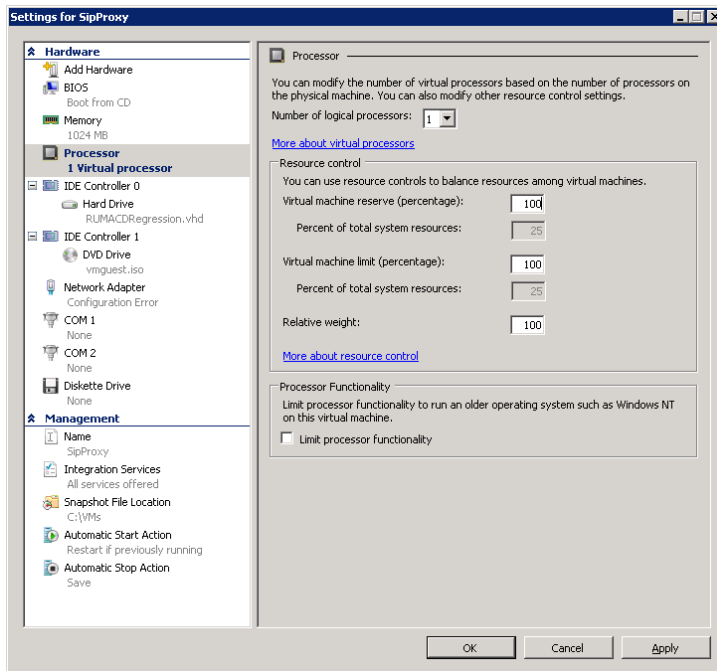 Settings for SipProxy
Hardware
Add Hardware
BIOS
Boot from CD
Memory
1024 MB
Processor
1 Virtual processor
IDE Controller 0
Hard Drive
RUMACDRegression.vhd
IDE Controller 1
DVD Drive
vmguest.iso
Network Adapter
Configuration Error
COM 1
None
COM 2
None
Diskette Drive
None
Management
Name
SipProxy
Integration Services
All services offered
Snapshot File Location
C:\VMs
Automatic Start Action
Restart if previously running
Automatic Stop Action
Save
Processor
You can modify the number of virtual processors based on the number of processors on
the physical machine. You can also modify other resource control settings.
Number of logical processors: 1
More about virtual processors
Resource control
You can use resource controls to balance resources among virtual machines.
Virtual machine reserve (percentage): 100
Percent of total system resources: 25
Virtual machine limit (percentage): 100
Percent of total system resources: 25
Relative weight: 100
More about resource control
Processor Functionality
Limit processor functionality to run an older operating system such as Windows NT
on this virtual machine.
Limit processor functionality
OK Cancel Apply